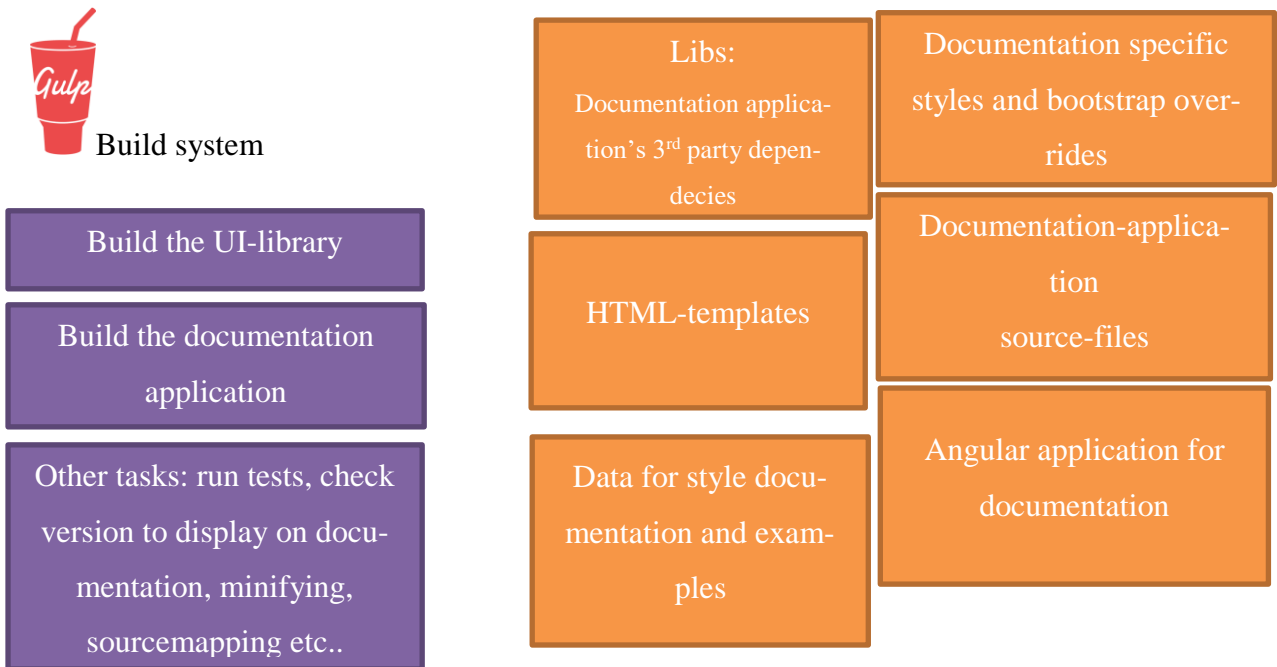 Gulp
Build system
Build the UI-library
Build the documentation
application
Other tasks: run tests, check
version to display on docu-
mentation, minifying,
sourcemapping etc..
Libs:
Documentation applica-
tion’s 3rd party depen-
decies
HTML-templates
Data for style docu-
mentation and exam-
ples
Documentation specific
styles and bootstrap over-
rides
Documentation-applica-
tion
source-files
Angular application for
documentation